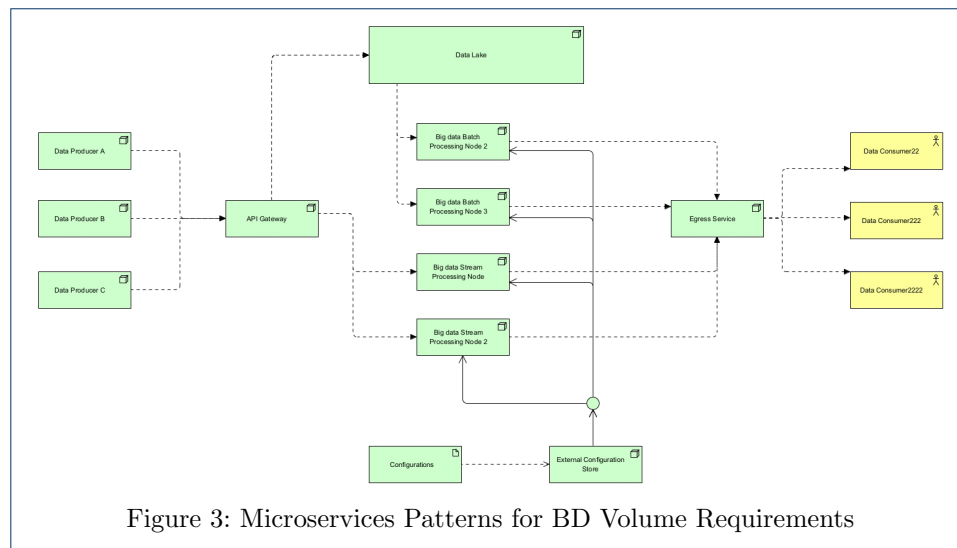 Data Lake
Data Producer A
Data Producer B
Data Producer C
API Gateway
Big data Batch
Processing Node 2
Big data Batch
Processing Node 3
Big data Stream
Processing Node
Big data Stream
Processing Node 2
Egress Service
Data Consumer22
Data Consumer222
Data Consumer2222
Configurations
External Configuration
Store
Figure 3: Microservices Patterns for BD Volume Requirements